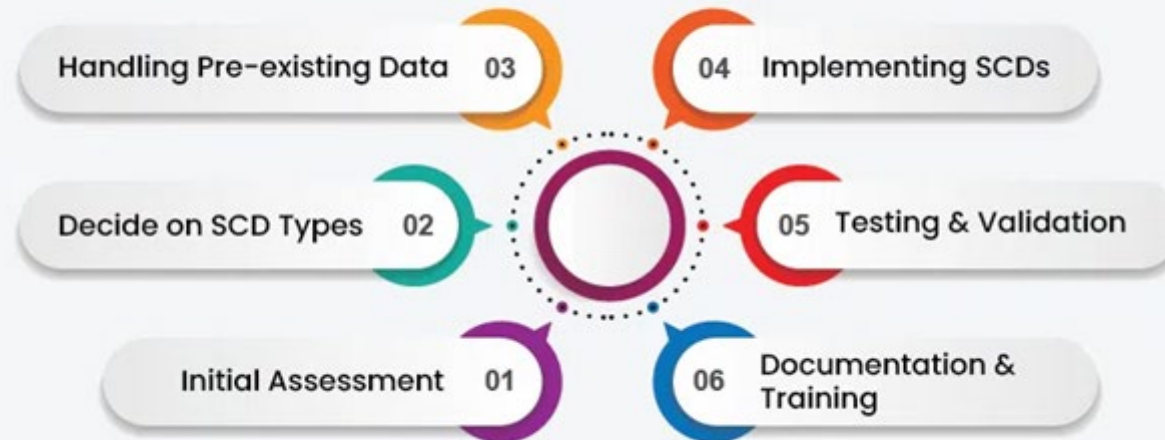 Handling Pre-existing Data 03
04 Implementing SCDs
Decide on SCD Types 02
05 Testing & Validation
Initial Assessment 01
06 Documentation &
Training